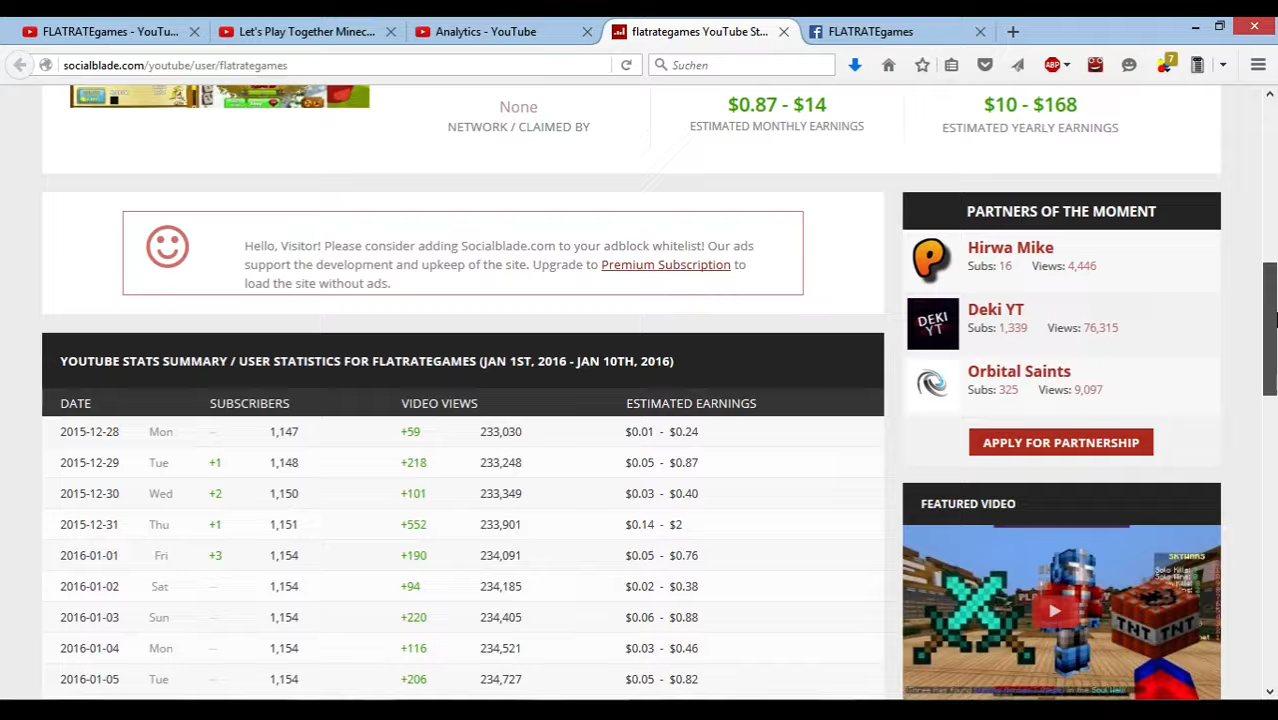 FLATRATEgames - YouTu...
Let's Play Together Minec...
Analytics - YouTube
flatrategames YouTube St...
FLATRATEgames
socialblade.com/youtube/user/flatrategames
Suchen
ABP
7
None
NETWORK / CLAIMED BY
$0.87 - $14
ESTIMATED MONTHLY EARNINGS
$10 - $168
ESTIMATED YEARLY EARNINGS
Hello, Visitor! Please consider adding Socialblade.com to your adblock whitelist! Our ads
support the development and upkeep of the site. Upgrade to Premium Subscription to
load the site without ads.
PARTNERS OF THE MOMENT
Hirwa Mike
Subs: 16 Views: 4,446
DEKI
YT
Deki YT
Subs: 1,339 Views: 76,315
Orbital Saints
Subs: 325 Views: 9,097
APPLY FOR PARTNERSHIP
YOUTUBE STATS SUMMARY / USER STATISTICS FOR FLATRATEGAMES (JAN 1ST, 2016 - JAN 10TH, 2016)
DATE SUBSCRIBERS VIDEO VIEWS ESTIMATED EARNINGS
2015-12-28 Mon -- 1,147 +59 233,030 $0.01 - $0.24
2015-12-29 Tue +1 1,148 +218 233,248 $0.05 - $0.87
2015-12-30 Wed +2 1,150 +101 233,349 $0.03 - $0.40
2015-12-31 Thu +1 1,151 +552 233,901 $0.14 - $2
2016-01-01 Fri +3 1,154 +190 234,091 $0.05 - $0.76
2016-01-02 Sat -- 1,154 +94 234,185 $0.02 - $0.38
2016-01-03 Sun -- 1,154 +220 234,405 $0.06 - $0.88
2016-01-04 Mon -- 1,154 +116 234,521 $0.03 - $0.46
2016-01-05 Tue -- 1,154 +206 234,727 $0.05 - $0.82
FEATURED VIDEO
SKYWARS
TNT
TNT